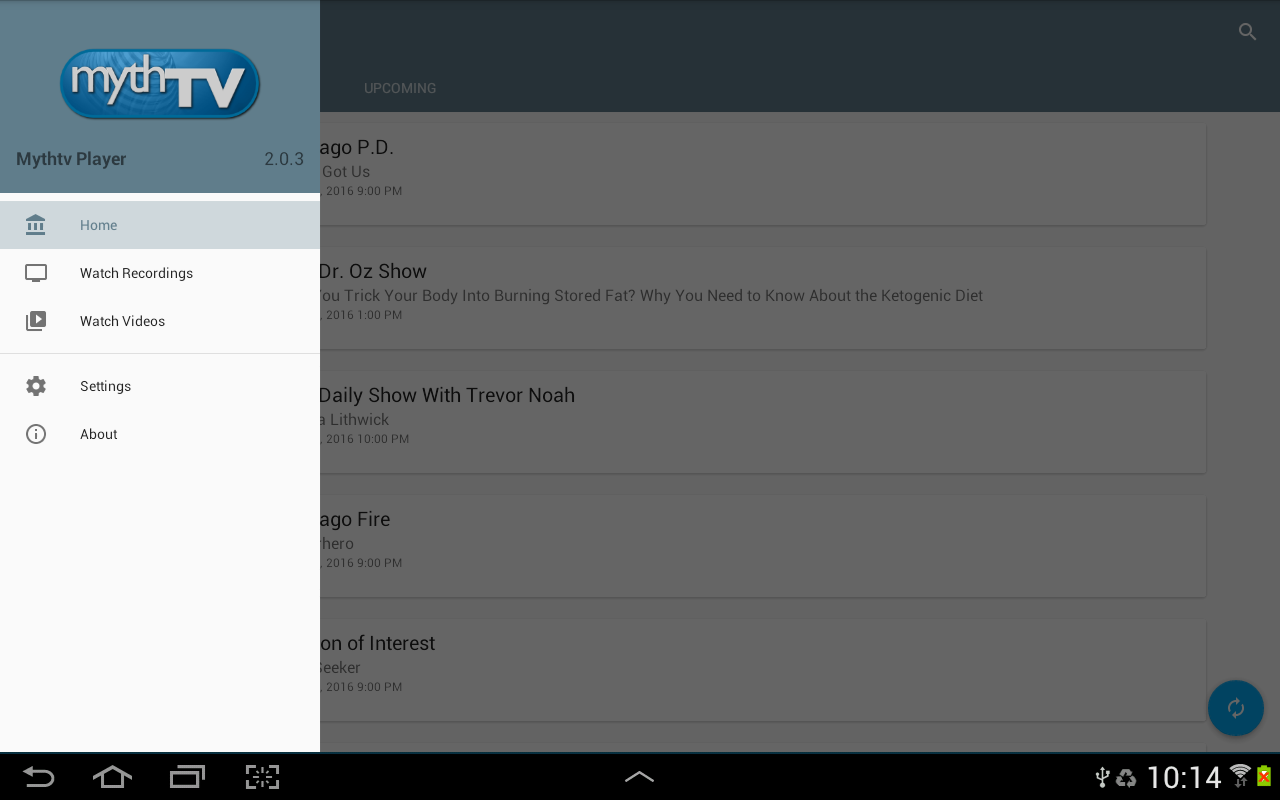 mythTV
Mythtv Player 2.0.3
Home
Watch Recordings
Watch Videos
Settings
About
UPCOMING
ago P.D.
Got Us
, 2016 9:00 PM
Dr. Oz Show
You Trick Your Body Into Burning Stored Fat? Why You Need to Know About the Ketogenic Diet
, 2016 1:00 PM
Daily Show With Trevor Noah
a Lithwick
, 2016 10:00 PM
ago Fire
rhero
, 2016 9:00 PM
on of Interest
Seeker
, 2016 9:00 PM
10:14